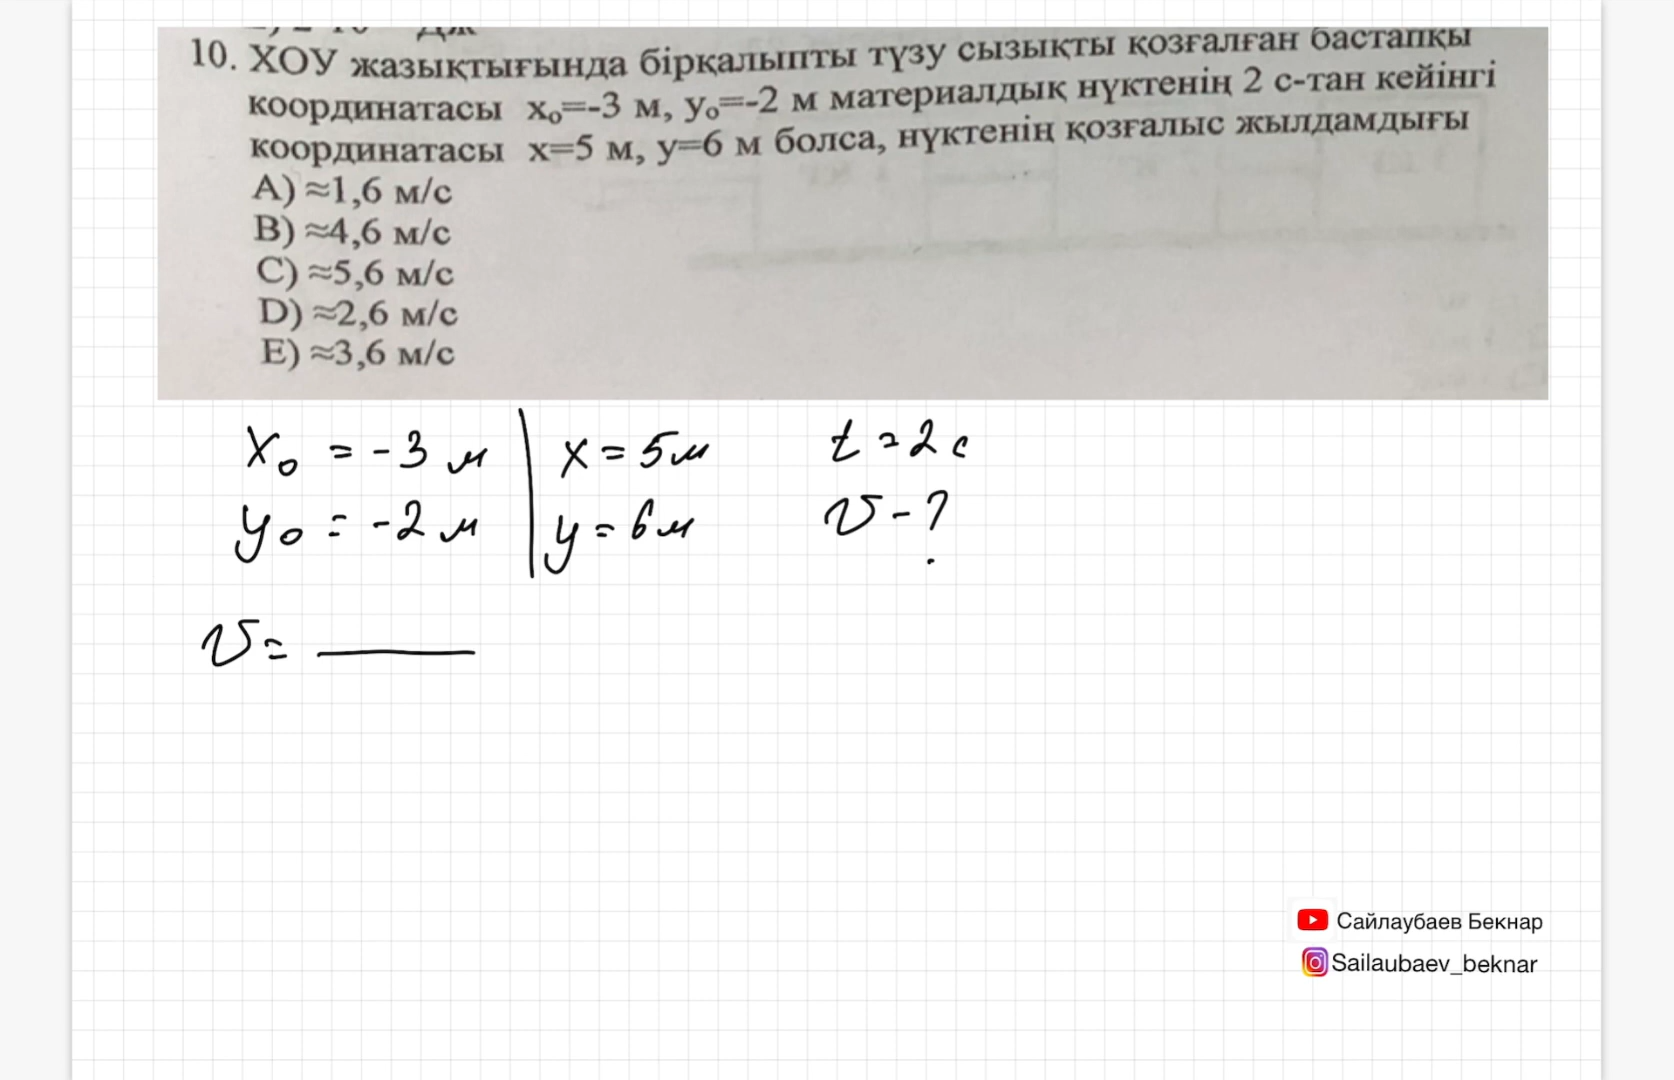 10. ХОУ жазықтығында бірқалыпты түзу сызықты қозғалған бастапқы
координатасы x₀=-3 м, y₀=-2 м материалдық нүктенің 2 с-тан кейінгі
координатасы x=5 м, y=6 м болса, нүктенің қозғалыс жылдамдығы
A) ≈1,6 м/с
B) ≈4,6 м/с
C) ≈5,6 м/с
D) ≈2,6 м/с
E) ≈3,6 м/с
x₀ = -3 м x = 5м t = 2 с
y₀ = -2 м y = 6м v - ?
v =
Сайлаубаев Бекнар
Sailaubaev_beknar